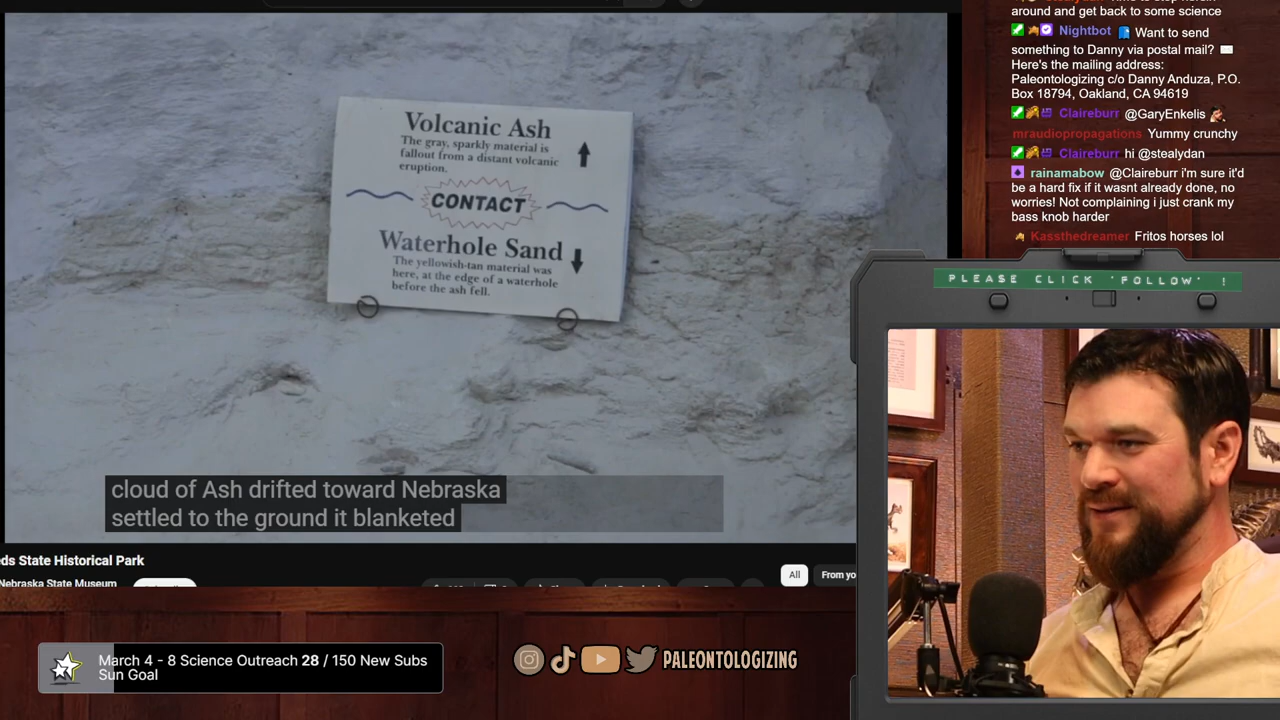 Volcanic Ash
The gray, sparkly material is
fallout from a distant volcanic
eruption.
CONTACT
Waterhole Sand
The yellowish-tan material was
here, at the edge of a waterhole
before the ash fell.
cloud of Ash drifted toward Nebraska
settled to the ground it blanketed
ds State Historical Park
Nebraska State Museum
All
From yo
around and get back to some science
Nightbot Want to send
something to Danny via postal mail?
Here's the mailing address:
Paleontologizing c/o Danny Anduza, P.O.
Box 18794, Oakland, CA 94619
Claireburr @GaryEnkelis
mraudiopropagations Yummy crunchy
Claireburr hi @stealydan
rainamabow @Claireburr i'm sure it'd
be a hard fix if it wasnt already done, no
worries! Not complaining i just crank my
bass knob harder
Kassthedreamer Fritos horses lol
PLEASE CLICK 'FOLLOW' !
March 4 - 8 Science Outreach 28 / 150 New Subs
Sun Goal
PALEONTOLOGIZING